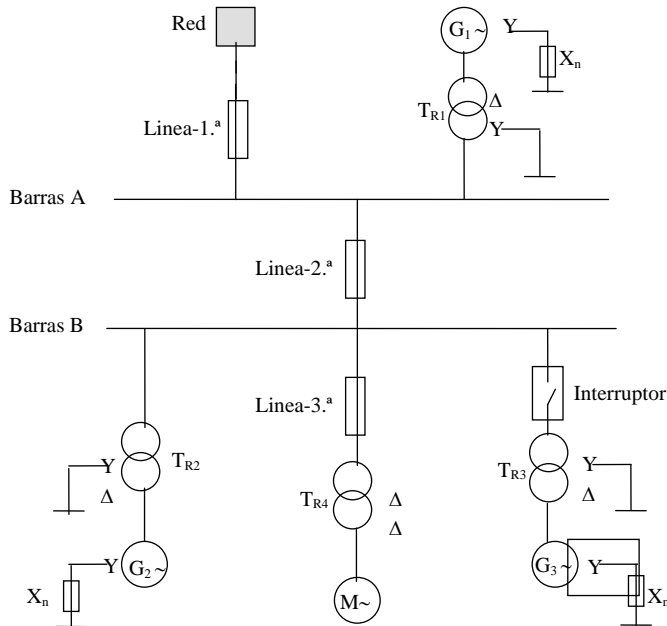 Red
G1 ~ Y
Xn
TR1 Δ
Y
Linea-1.ª
Barras A
Linea-2.ª
Barras B
Linea-3.ª
Interruptor
Y TR2
Δ
TR4 Δ
Δ
TR3 Y
Δ
Y G2 ~
Xn
M~
G3 ~ Y
Xn